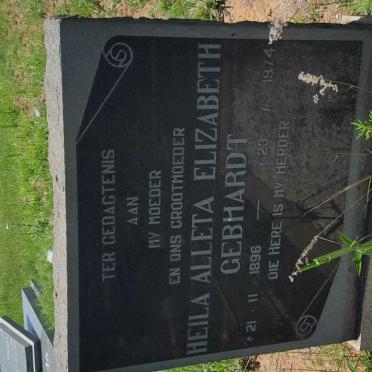 TER GEDAGTENIS
AAN
MY MOEDER
EN ONS GROOTMOEDER
HEILA ALLETA ELIZABETH
GEBHARDT
* 21 - 11 - 1896 — †23 - 7 - 1974
DIE HERE IS MY HERDER